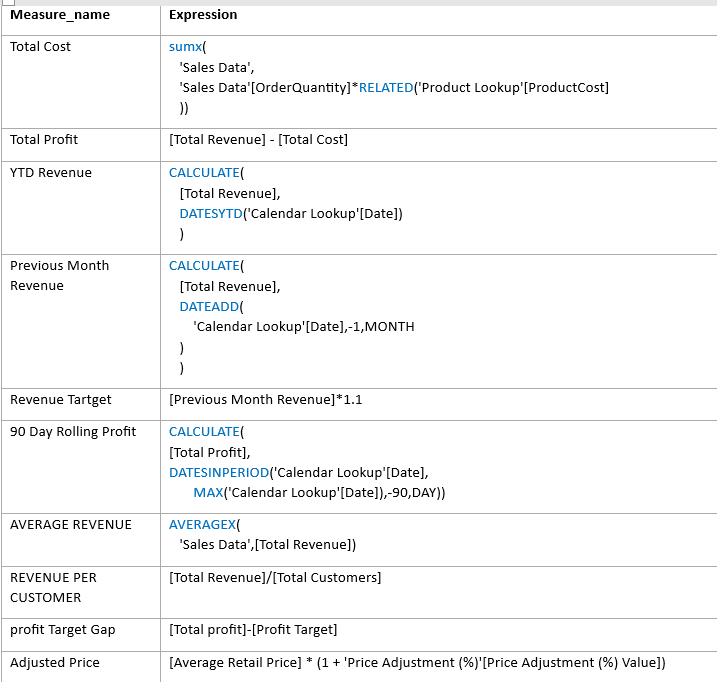 Measure_name Expression
Total Cost sumx(
'Sales Data',
'Sales Data'[OrderQuantity]*RELATED('Product Lookup'[ProductCost]
))
Total Profit [Total Revenue] - [Total Cost]
YTD Revenue CALCULATE(
[Total Revenue],
DATESYTD('Calendar Lookup'[Date])
)
Previous Month CALCULATE(
Revenue [Total Revenue],
DATEADD(
'Calendar Lookup'[Date],-1,MONTH
)
)
Revenue Tartget [Previous Month Revenue]*1.1
90 Day Rolling Profit CALCULATE(
[Total Profit],
DATESINPERIOD('Calendar Lookup'[Date],
MAX('Calendar Lookup'[Date]),-90,DAY))
AVERAGE REVENUE AVERAGEX(
'Sales Data',[Total Revenue])
REVENUE PER [Total Revenue]/[Total Customers]
CUSTOMER
profit Target Gap [Total profit]-[Profit Target]
Adjusted Price [Average Retail Price] * (1 + 'Price Adjustment (%)'[Price Adjustment (%) Value])